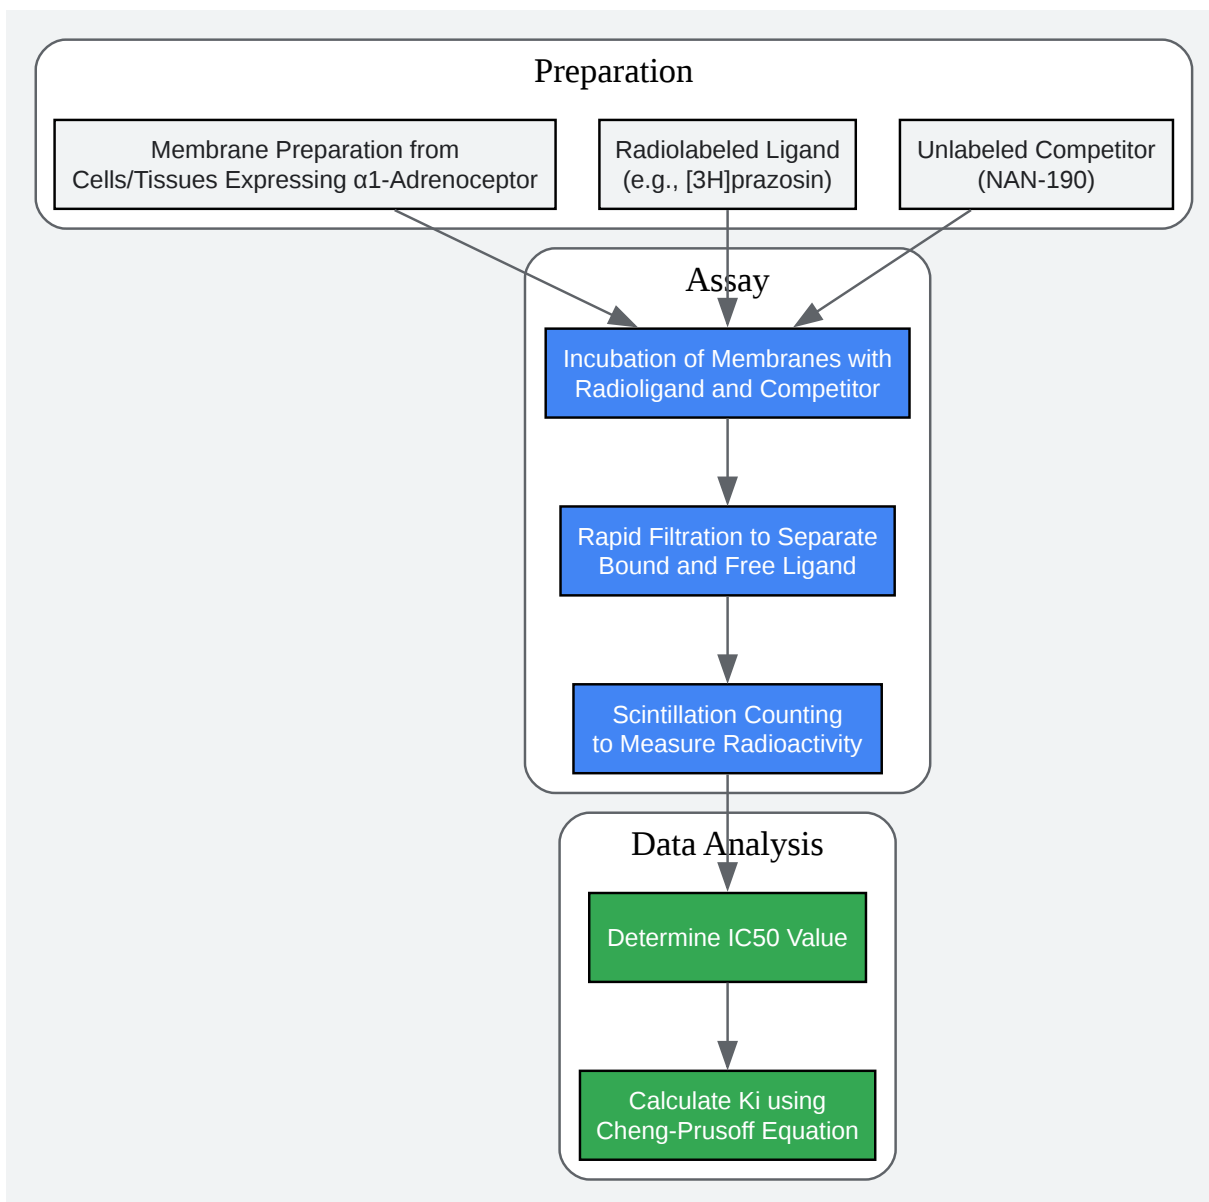 Preparation
Membrane Preparation from
Cells/Tissues Expressing α1-Adrenoceptor
Radiolabeled Ligand
(e.g., [3H]prazosin)
Unlabeled Competitor
(NAN-190)
Assay
Incubation of Membranes with
Radioligand and Competitor
Rapid Filtration to Separate
Bound and Free Ligand
Scintillation Counting
to Measure Radioactivity
Data Analysis
Determine IC50 Value
Calculate Ki using
Cheng-Prusoff Equation